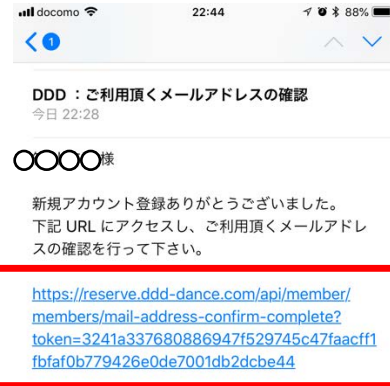 docomo 22:44 88%
1
DDD ：ご利用頂くメールアドレスの確認
今日 22:28
様
新規アカウント登録ありがとうございました。
下記 URL にアクセスし、ご利用頂くメールアドレ
スの確認を行って下さい。
https://reserve.ddd-dance.com/api/member/
members/mail-address-confirm-complete?
token=3241a337680886947f529745c47faacff1
fbfaf0b779426e0de7001db2dcbe44